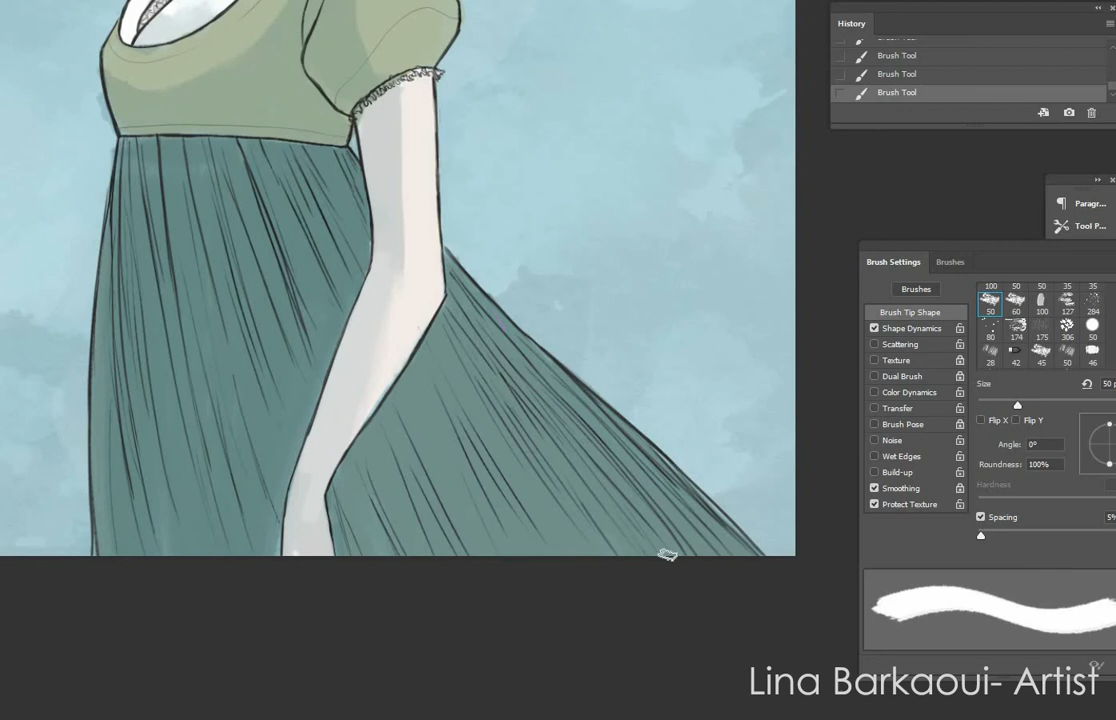 History
Brush Tool
Brush Tool
Brush Tool
Paragr...
Tool P...
Brush Settings Brushes
Brushes
100 50 50 35 35
Brush Tip Shape
50 60 100 127 284
Shape Dynamics
80 174 175 306 50
Scattering
Texture
28 42 45 50 46
Dual Brush
Size 50 p
Color Dynamics
Transfer
Flip X Flip Y
Brush Pose
Noise
Angle: 0°
Wet Edges
Roundness: 100%
Build-up
Hardness
Smoothing
Protect Texture
Spacing 5%
Lina Barkaoui- Artist